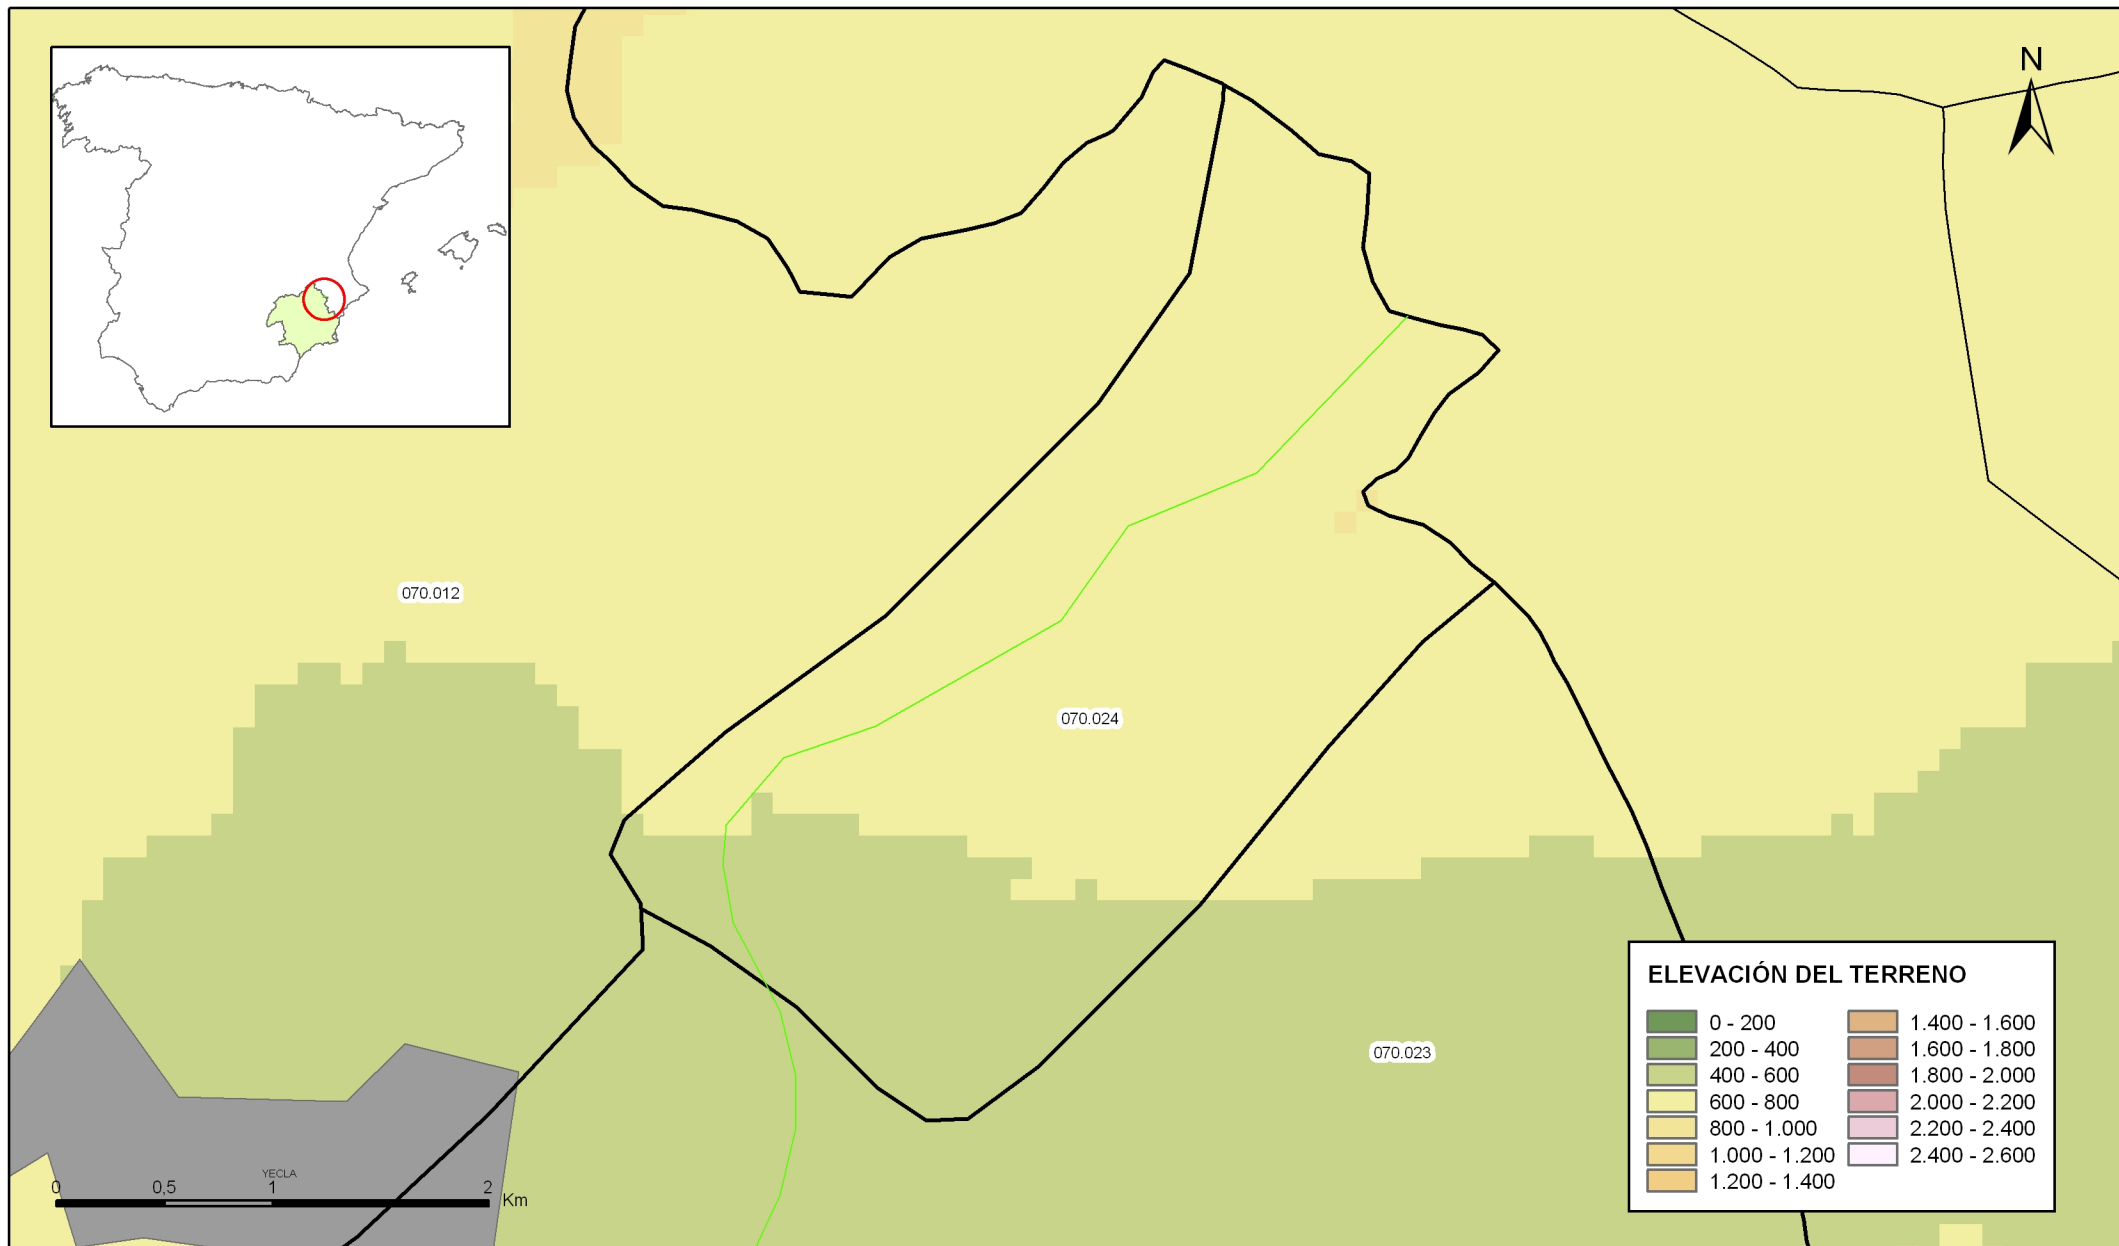 N
070.012
070.024
070.023
YECLA
0 0,5 1 2 Km
ELEVACIÓN DEL TERRENO
0 - 200
200 - 400
400 - 600
600 - 800
800 - 1.000
1.000 - 1.200
1.200 - 1.400
1.400 - 1.600
1.600 - 1.800
1.800 - 2.000
2.000 - 2.200
2.200 - 2.400
2.400 - 2.600